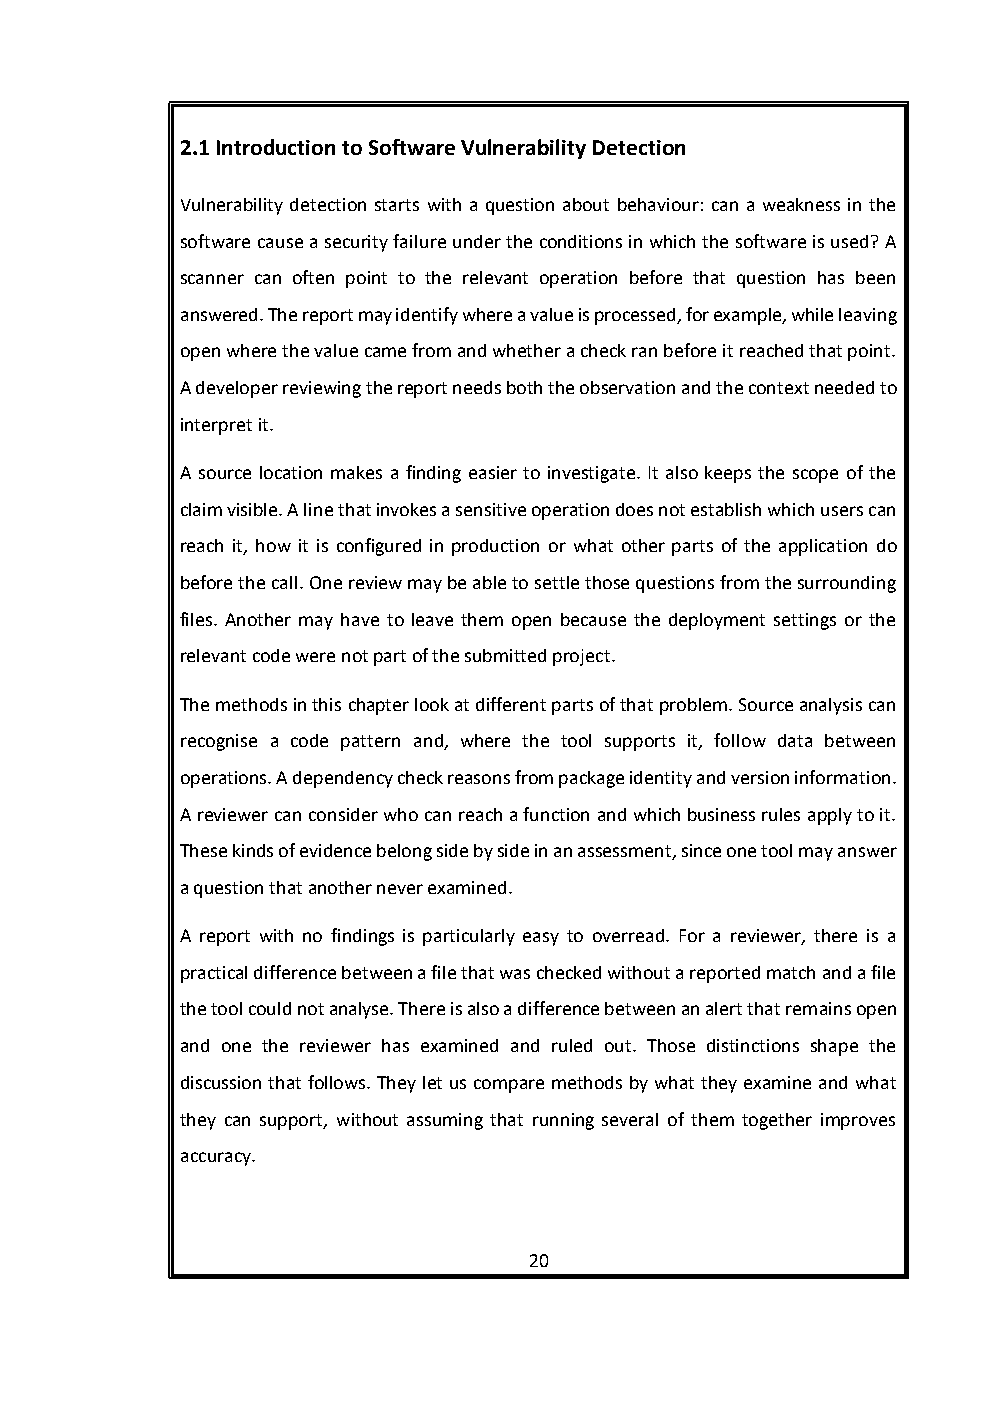 2.1 Introduction to Software Vulnerability Detection
Vulnerability detection starts with a question about behaviour: can a weakness in the
software cause a security failure under the conditions in which the software is used? A
scanner can often point to the relevant operation before that question has been
answered. The report may identify where a value is processed, for example, while leaving
open where the value came from and whether a check ran before it reached that point.
A developer reviewing the report needs both the observation and the context needed to
interpret it.
A source location makes a finding easier to investigate. It also keeps the scope of the
claim visible. A line that invokes a sensitive operation does not establish which users can
reach it, how it is configured in production or what other parts of the application do
before the call. One review may be able to settle those questions from the surrounding
files. Another may have to leave them open because the deployment settings or the
relevant code were not part of the submitted project.
The methods in this chapter look at different parts of that problem. Source analysis can
recognise a code pattern and, where the tool supports it, follow data between
operations. A dependency check reasons from package identity and version information.
A reviewer can consider who can reach a function and which business rules apply to it.
These kinds of evidence belong side by side in an assessment, since one tool may answer
a question that another never examined.
A report with no findings is particularly easy to overread. For a reviewer, there is a
practical difference between a file that was checked without a reported match and a file
the tool could not analyse. There is also a difference between an alert that remains open
and one the reviewer has examined and ruled out. Those distinctions shape the
discussion that follows. They let us compare methods by what they examine and what
they can support, without assuming that running several of them together improves
accuracy.
20